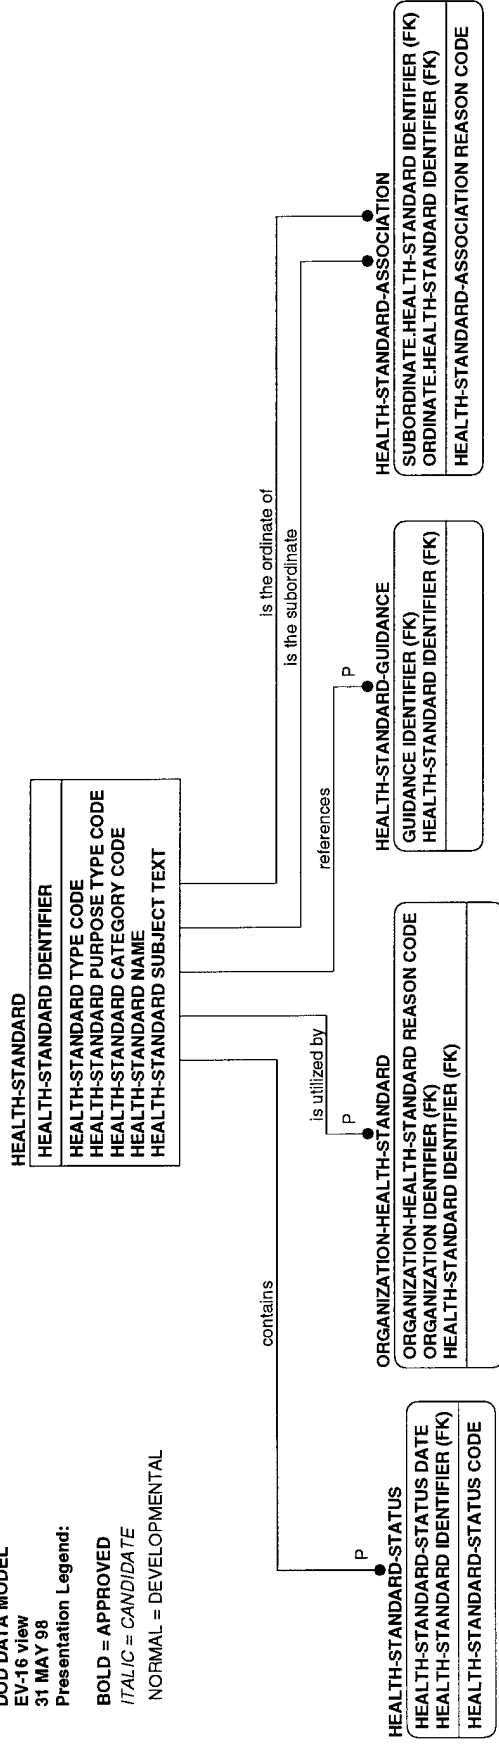 DOD DATA MODEL
EV-16 view
31 MAY 98
Presentation Legend:
BOLD = APPROVED
ITALIC = CANDIDATE
NORMAL = DEVELOPMENTAL
HEALTH-STANDARD
HEALTH-STANDARD IDENTIFIER
HEALTH-STANDARD TYPE CODE
HEALTH-STANDARD PURPOSE TYPE CODE
HEALTH-STANDARD CATEGORY CODE
HEALTH-STANDARD NAME
HEALTH-STANDARD SUBJECT TEXT
contains
is utilized by
references
is the ordinate of
is the subordinate
P
P
P
HEALTH-STANDARD-STATUS
HEALTH-STANDARD-STATUS DATE
HEALTH-STANDARD IDENTIFIER (FK)
HEALTH-STANDARD-STATUS CODE
ORGANIZATION-HEALTH-STANDARD
ORGANIZATION-HEALTH-STANDARD REASON CODE
ORGANIZATION IDENTIFIER (FK)
HEALTH-STANDARD IDENTIFIER (FK)
HEALTH-STANDARD-GUIDANCE
GUIDANCE IDENTIFIER (FK)
HEALTH-STANDARD IDENTIFIER (FK)
HEALTH-STANDARD-ASSOCIATION
SUBORDINATE.HEALTH-STANDARD IDENTIFIER (FK)
ORDINATE.HEALTH-STANDARD IDENTIFIER (FK)
HEALTH-STANDARD-ASSOCIATION REASON CODE